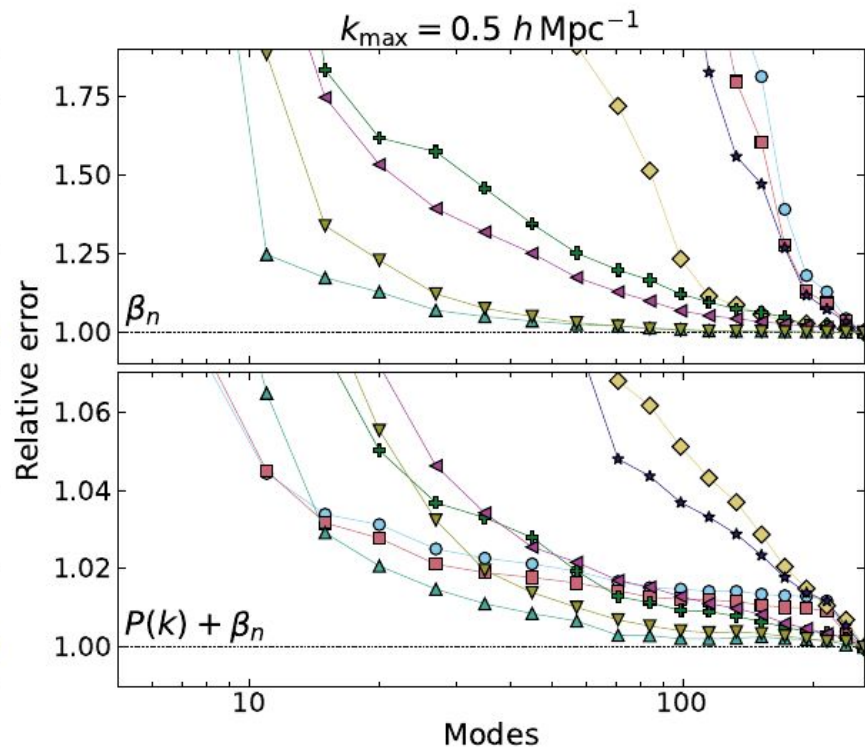 k_max = 0.5 h Mpc⁻¹
1.75
1.50
1.25
1.00
β_n
Relative error
1.06
1.04
1.02
1.00
P(k) + β_n
10
100
Modes